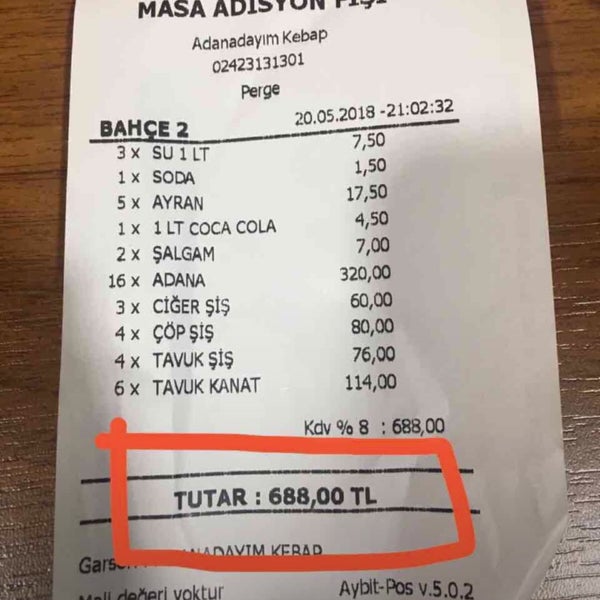 MASA ADİSYON FİŞİ
Adanadayım Kebap
02423131301
Perge
BAHÇE 2 20.05.2018 -21:02:32
3 x SU 1 LT 7,50
1 x SODA 1,50
5 x AYRAN 17,50
1 x 1 LT COCA COLA 4,50
2 x ŞALGAM 7,00
16 x ADANA 320,00
3 x CİĞER ŞİŞ 60,00
4 x ÇÖP ŞİŞ 80,00
4 x TAVUK ŞİŞ 76,00
6 x TAVUK KANAT 114,00
Kdv % 8 : 688,00
TUTAR : 688,00 TL
KEBAP
Mali değeri yoktur Aybit-Pos v.5.0.2